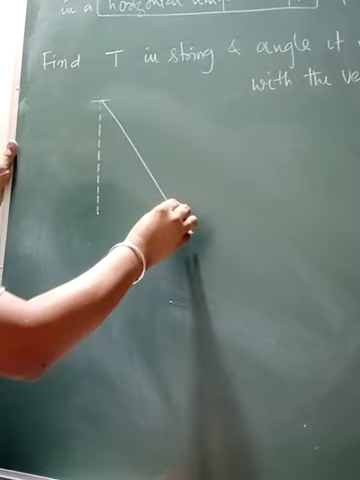 in a horizontal
Find T in string & angle it
with the ve